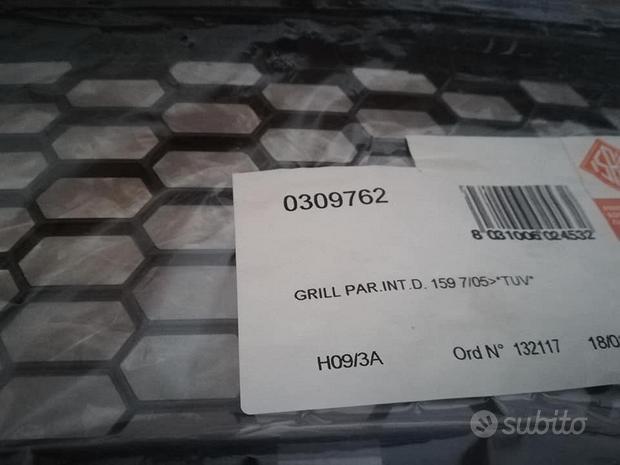 0309762
8 031006 024532
GRILL PAR.INT.D. 159 7/05>*TUV*
H09/3A
Ord N° 132117
subito